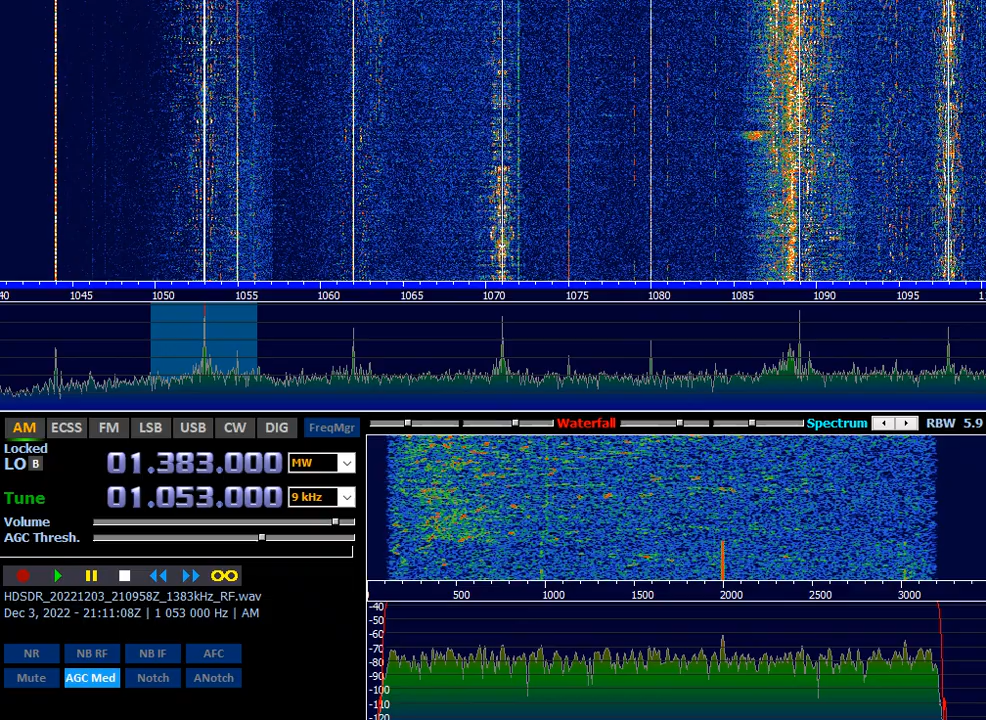 40 1045 1050 1055 1060 1065 1070 1075 1080 1085 1090 1095
AM ECSS FM LSB USB CW DIG FreqMgr Waterfall Spectrum RBW 5.9
Locked
LO B 01.383.000 MW
Tune 01.053.000 9 kHz
Volume
AGC Thresh.
HDSDR_20221203_210958Z_1383kHz_RF.wav
Dec 3, 2022 - 21:11:08Z | 1 053 000 Hz | AM
NR NB RF NB IF AFC
Mute AGC Med Notch ANotch
500 1000 1500 2000 2500 3000
-40
-50
-60
-70
-80
-90
-100
-110
-120